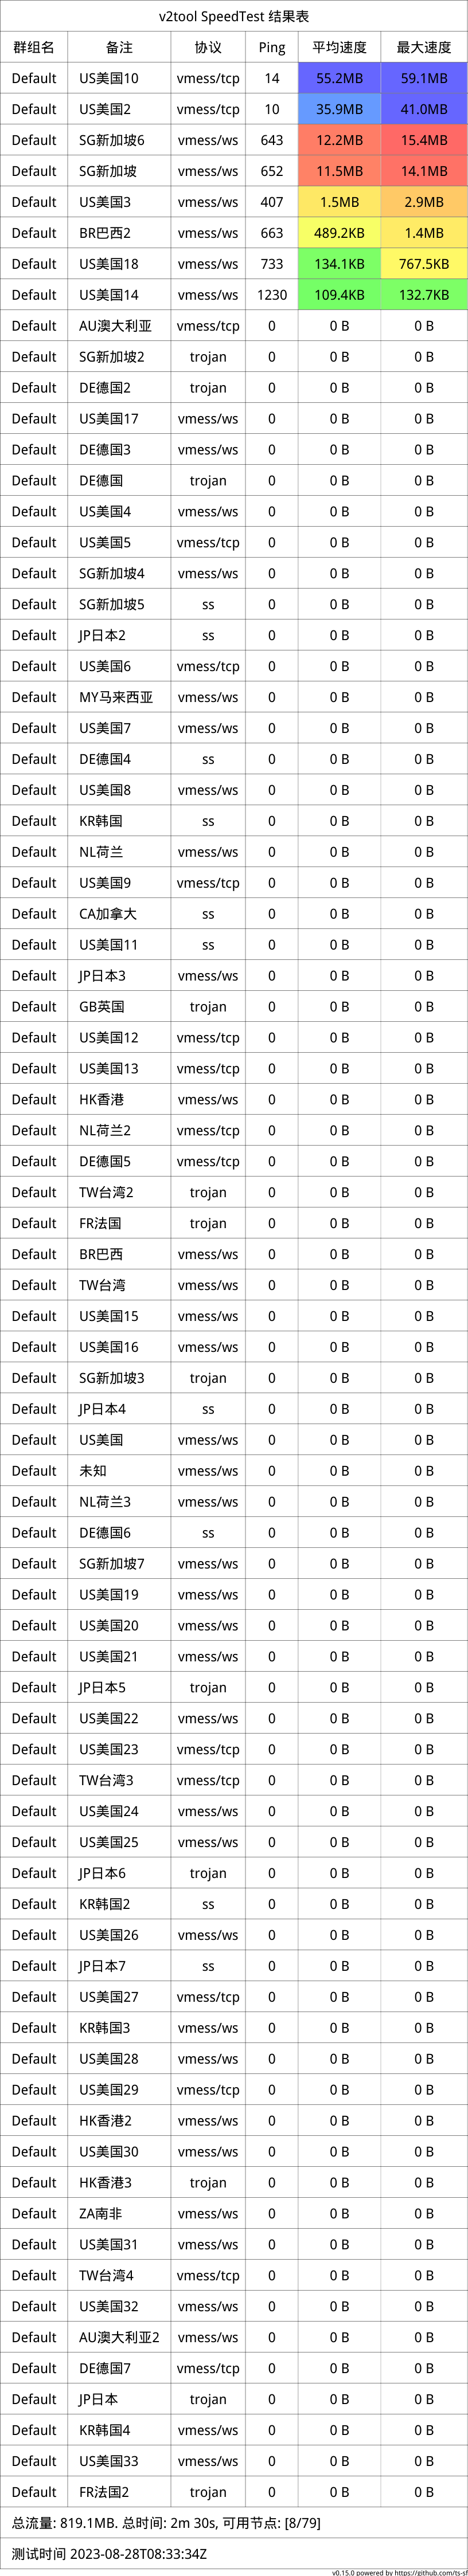 v2tool SpeedTest 结果表
群组名 备注 协议 Ping 平均速度 最大速度
Default US美国10 vmess/tcp 14 55.2MB 59.1MB
Default US美国2 vmess/tcp 10 35.9MB 41.0MB
Default SG新加坡6 vmess/ws 643 12.2MB 15.4MB
Default SG新加坡 vmess/ws 652 11.5MB 14.1MB
Default US美国3 vmess/ws 407 1.5MB 2.9MB
Default BR巴西2 vmess/ws 663 489.2KB 1.4MB
Default US美国18 vmess/ws 733 134.1KB 767.5KB
Default US美国14 vmess/ws 1230 109.4KB 132.7KB
Default AU澳大利亚 vmess/tcp 0 0 B 0 B
Default SG新加坡2 trojan 0 0 B 0 B
Default DE德国2 trojan 0 0 B 0 B
Default US美国17 vmess/ws 0 0 B 0 B
Default DE德国3 vmess/ws 0 0 B 0 B
Default DE德国 trojan 0 0 B 0 B
Default US美国4 vmess/ws 0 0 B 0 B
Default US美国5 vmess/tcp 0 0 B 0 B
Default SG新加坡4 vmess/ws 0 0 B 0 B
Default SG新加坡5 ss 0 0 B 0 B
Default JP日本2 ss 0 0 B 0 B
Default US美国6 vmess/tcp 0 0 B 0 B
Default MY马来西亚 vmess/ws 0 0 B 0 B
Default US美国7 vmess/ws 0 0 B 0 B
Default DE德国4 ss 0 0 B 0 B
Default US美国8 vmess/ws 0 0 B 0 B
Default KR韩国 ss 0 0 B 0 B
Default NL荷兰 vmess/ws 0 0 B 0 B
Default US美国9 vmess/tcp 0 0 B 0 B
Default CA加拿大 ss 0 0 B 0 B
Default US美国11 ss 0 0 B 0 B
Default JP日本3 vmess/ws 0 0 B 0 B
Default GB英国 trojan 0 0 B 0 B
Default US美国12 vmess/tcp 0 0 B 0 B
Default US美国13 vmess/tcp 0 0 B 0 B
Default HK香港 vmess/ws 0 0 B 0 B
Default NL荷兰2 vmess/tcp 0 0 B 0 B
Default DE德国5 vmess/tcp 0 0 B 0 B
Default TW台湾2 trojan 0 0 B 0 B
Default FR法国 trojan 0 0 B 0 B
Default BR巴西 vmess/ws 0 0 B 0 B
Default TW台湾 vmess/ws 0 0 B 0 B
Default US美国15 vmess/ws 0 0 B 0 B
Default US美国16 vmess/ws 0 0 B 0 B
Default SG新加坡3 trojan 0 0 B 0 B
Default JP日本4 ss 0 0 B 0 B
Default US美国 vmess/ws 0 0 B 0 B
Default 未知 vmess/ws 0 0 B 0 B
Default NL荷兰3 vmess/ws 0 0 B 0 B
Default DE德国6 ss 0 0 B 0 B
Default SG新加坡7 vmess/ws 0 0 B 0 B
Default US美国19 vmess/ws 0 0 B 0 B
Default US美国20 vmess/ws 0 0 B 0 B
Default US美国21 vmess/ws 0 0 B 0 B
Default JP日本5 trojan 0 0 B 0 B
Default US美国22 vmess/ws 0 0 B 0 B
Default US美国23 vmess/tcp 0 0 B 0 B
Default TW台湾3 vmess/tcp 0 0 B 0 B
Default US美国24 vmess/ws 0 0 B 0 B
Default US美国25 vmess/ws 0 0 B 0 B
Default JP日本6 trojan 0 0 B 0 B
Default KR韩国2 ss 0 0 B 0 B
Default US美国26 vmess/ws 0 0 B 0 B
Default JP日本7 ss 0 0 B 0 B
Default US美国27 vmess/tcp 0 0 B 0 B
Default KR韩国3 vmess/ws 0 0 B 0 B
Default US美国28 vmess/ws 0 0 B 0 B
Default US美国29 vmess/tcp 0 0 B 0 B
Default HK香港2 vmess/ws 0 0 B 0 B
Default US美国30 vmess/ws 0 0 B 0 B
Default HK香港3 trojan 0 0 B 0 B
Default ZA南非 vmess/ws 0 0 B 0 B
Default US美国31 vmess/ws 0 0 B 0 B
Default TW台湾4 vmess/tcp 0 0 B 0 B
Default US美国32 vmess/ws 0 0 B 0 B
Default AU澳大利亚2 vmess/ws 0 0 B 0 B
Default DE德国7 vmess/tcp 0 0 B 0 B
Default JP日本 trojan 0 0 B 0 B
Default KR韩国4 vmess/ws 0 0 B 0 B
Default US美国33 vmess/ws 0 0 B 0 B
Default FR法国2 trojan 0 0 B 0 B
总流量: 819.1MB. 总时间: 2m 30s, 可用节点: [8/79]
测试时间 2023-08-28T08:33:34Z
v0.15.0 powered by https://github.com/ts-sf